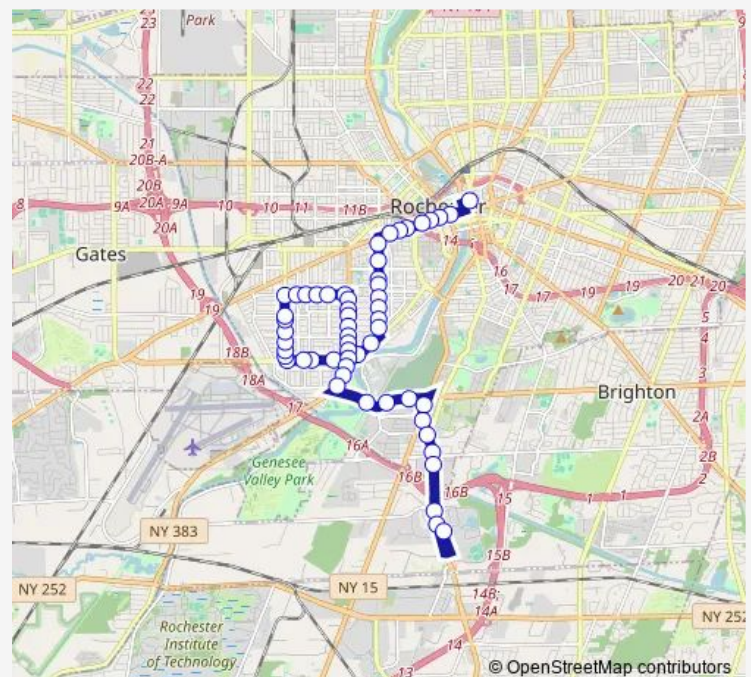 Park
23
23
22
22
21
20B-A
20B
20A
9A
10
10
11
11B
8
9A
20A
Rochester
14
Gates
16
17
17
19
19
20
21
19
19
5
4
3
18B
18A
17
Brighton
2A
16A
Genesee
Valley Park
16B
16B
15
1
1
2B
2
NY 383
15B
NY 252
NY 15
14B;
14A
NY 252
Rochester
Institute
of Technology
14
13
© OpenStreetMap contributors